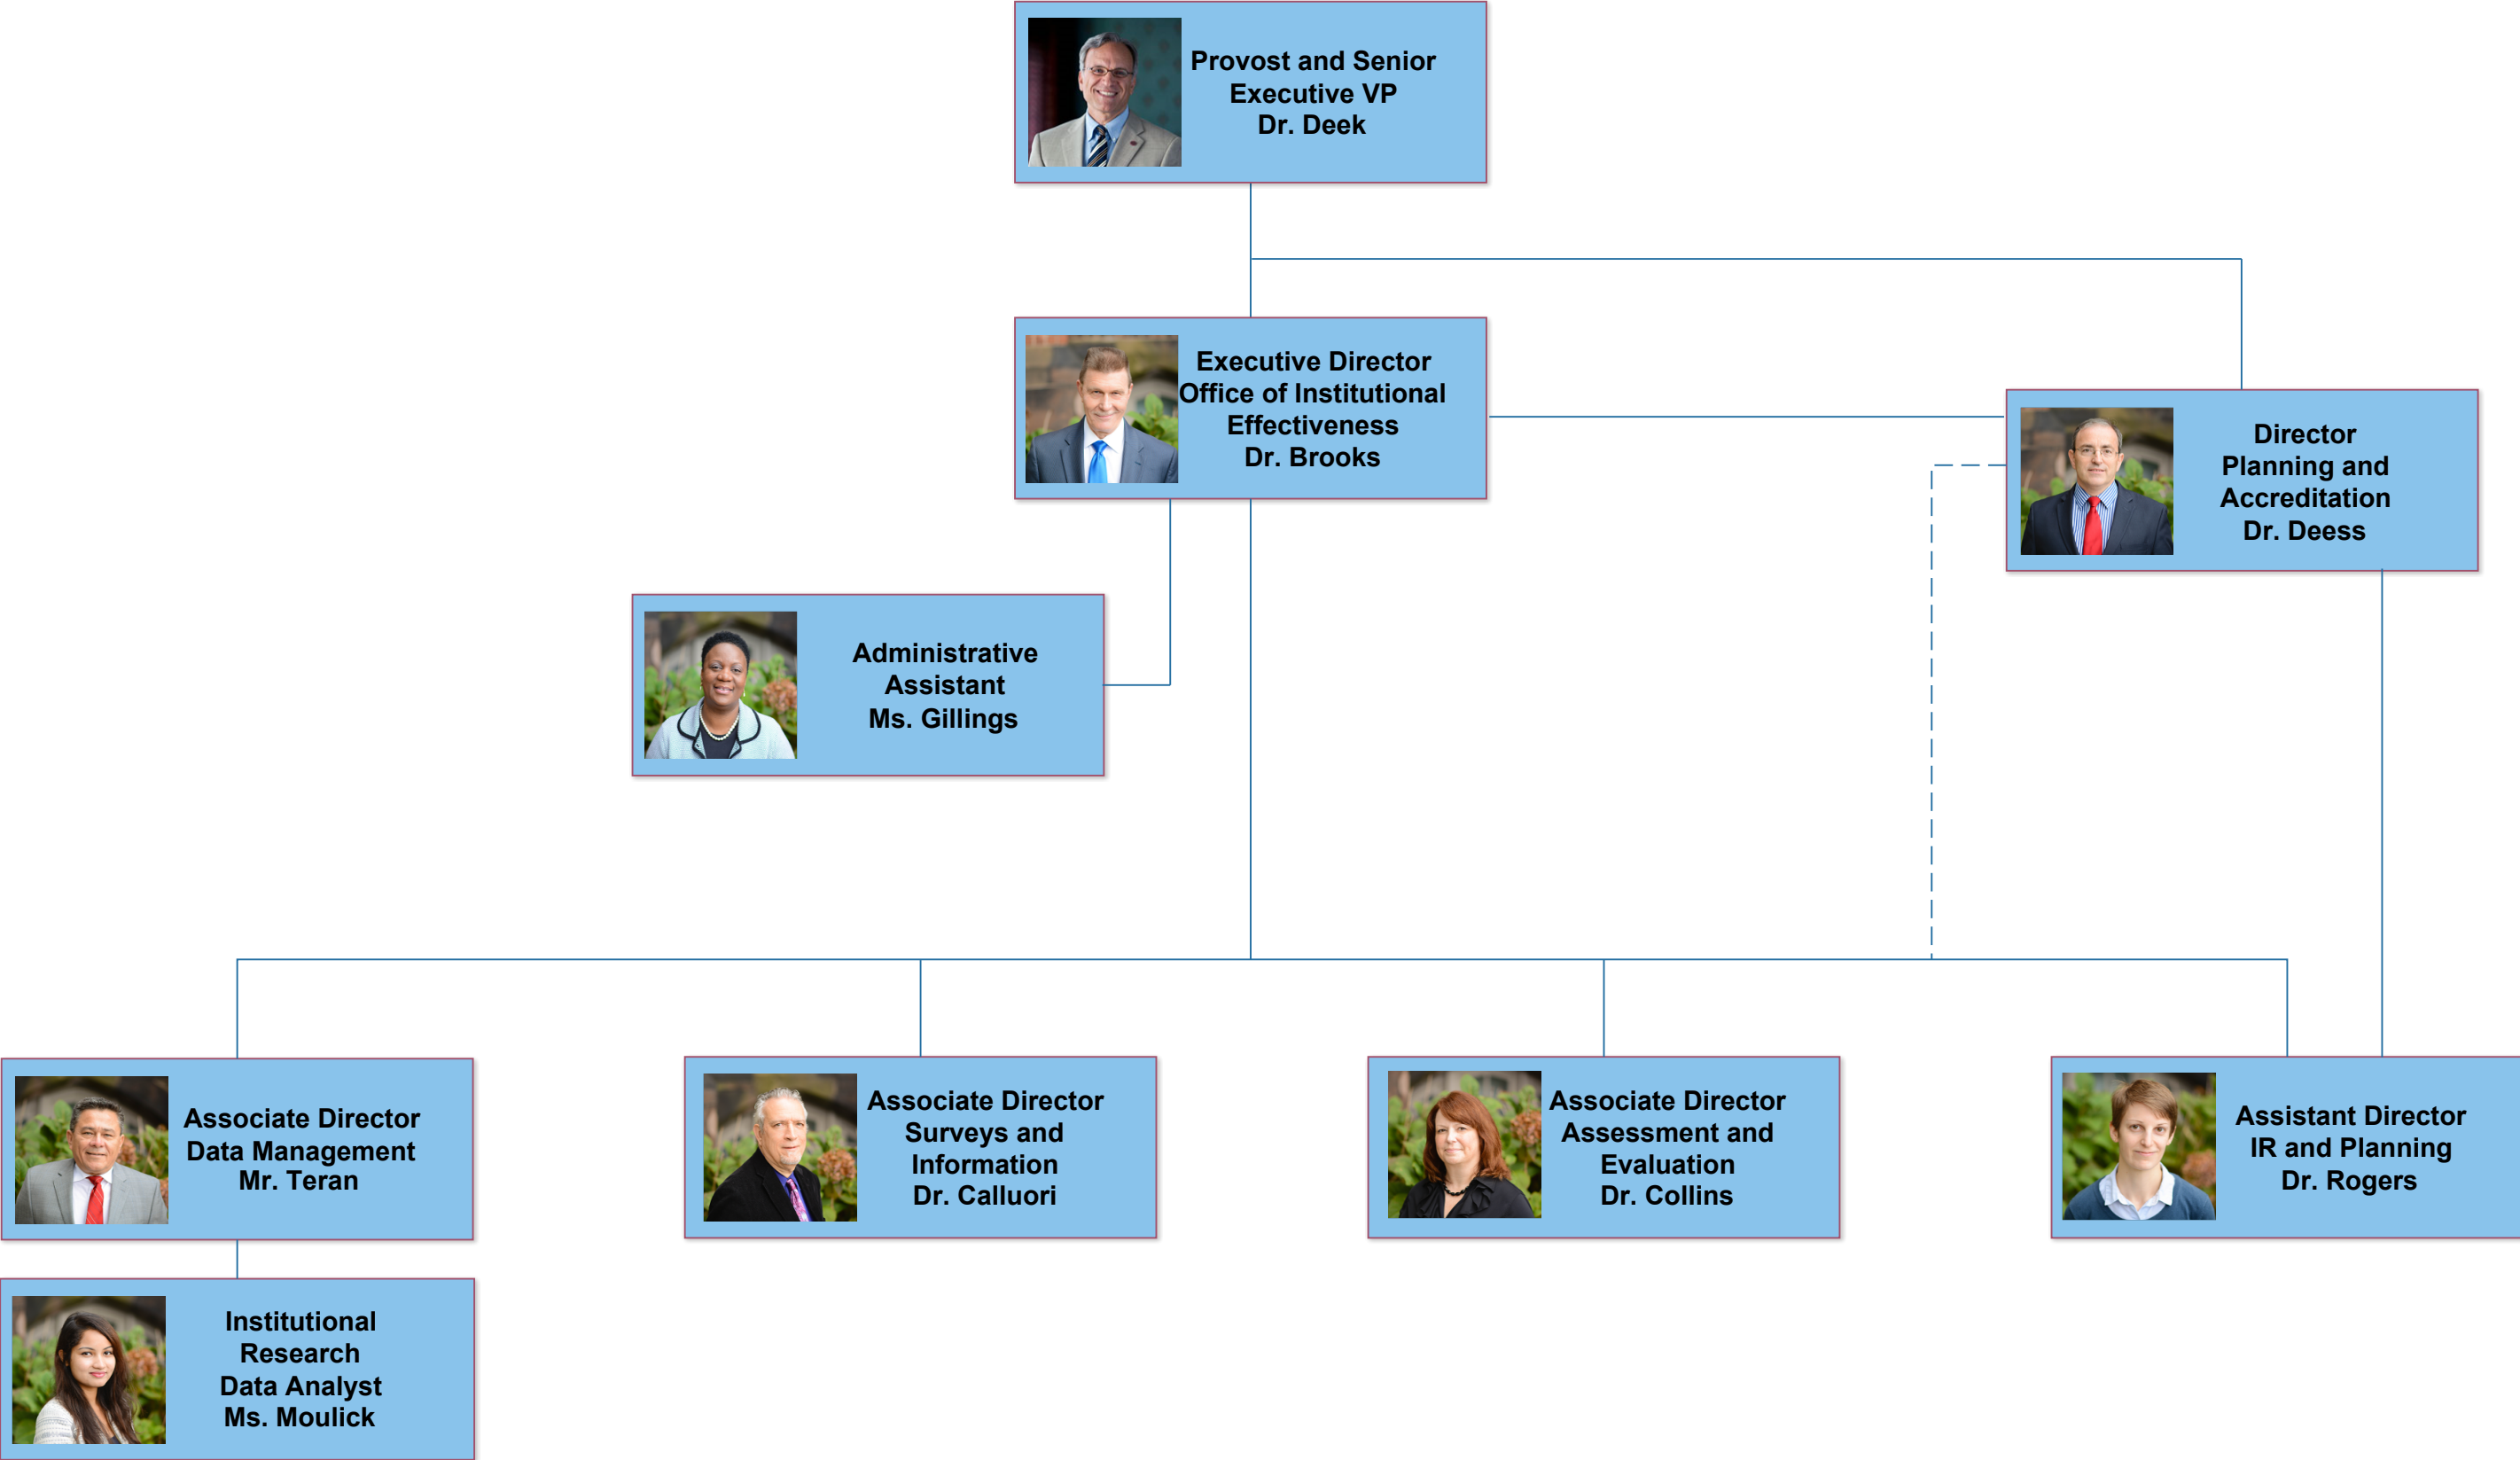 Provost and Senior
Executive VP
Dr. Deek
Executive Director
Office of Institutional
Effectiveness
Dr. Brooks
Director
Planning and
Accreditation
Dr. Deess
Administrative
Assistant
Ms. Gillings
Associate Director
Data Management
Mr. Teran
Associate Director
Surveys and
Information
Dr. Calluori
Associate Director
Assessment and
Evaluation
Dr. Collins
Assistant Director
IR and Planning
Dr. Rogers
Institutional
Research
Data Analyst
Ms. Moulick